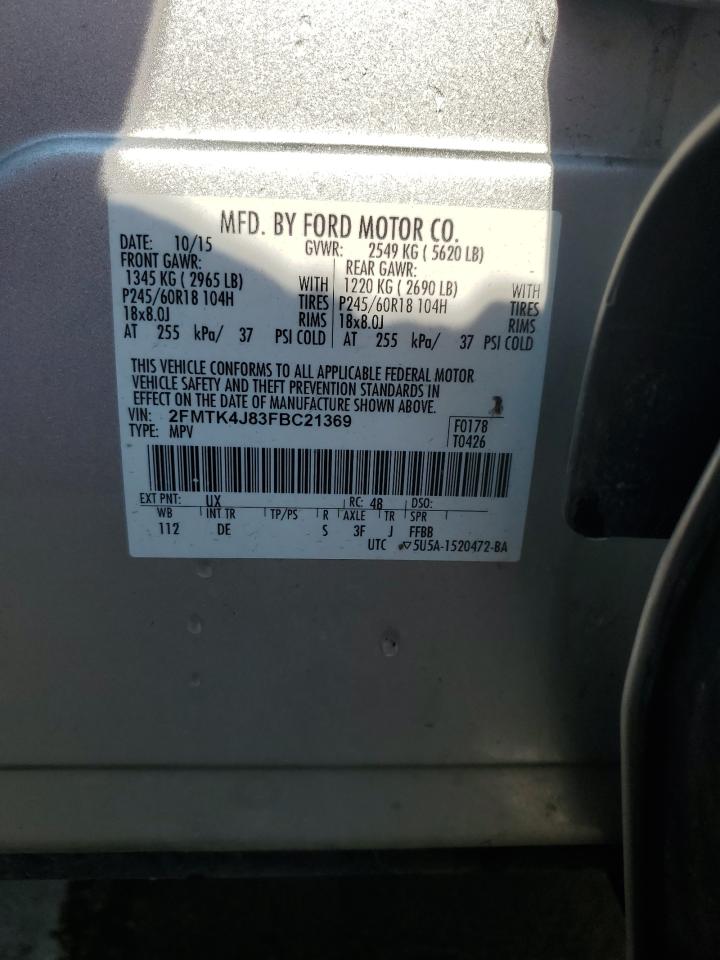 MFD. BY FORD MOTOR CO.
DATE: 10/15 GVWR: 2549 KG ( 5620 LB)
FRONT GAWR: REAR GAWR:
1345 KG ( 2965 LB) WITH 1220 KG ( 2690 LB) WITH
P245/60R18 104H TIRES P245/60R18 104H TIRES
18x8.0J RIMS 18x8.0J RIMS
AT 255 kPa/ 37 PSI COLD AT 255 kPa/ 37 PSI COLD
THIS VEHICLE CONFORMS TO ALL APPLICABLE FEDERAL MOTOR
VEHICLE SAFETY AND THEFT PREVENTION STANDARDS IN
EFFECT ON THE DATE OF MANUFACTURE SHOWN ABOVE.
VIN: 2FMTK4J83FBC21369 F0178
TYPE: MPV T0426
EXT PNT: UX RC: 48 DSO:
WB INT TR TP/PS R AXLE TR SPR
112 DE S 3F J FFBB
UTC 5U5A-1520472-BA